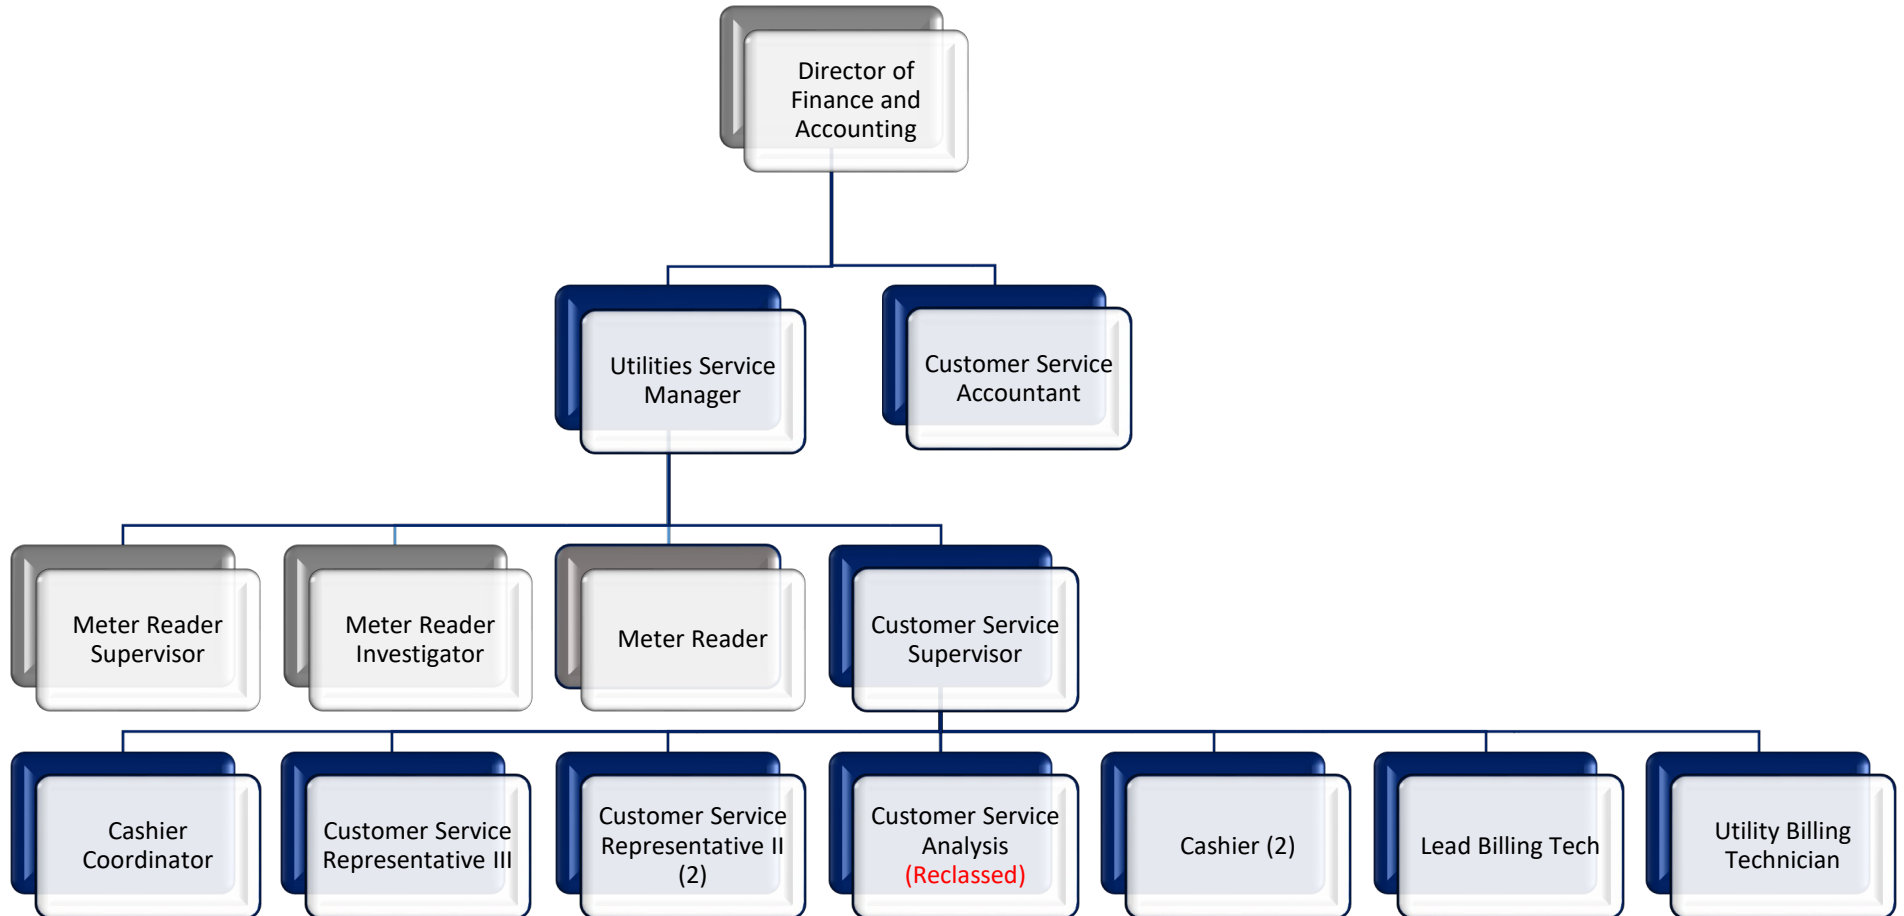 Director of
Finance and
Accounting
Utilities Service
Manager
Customer Service
Accountant
Meter Reader
Supervisor
Meter Reader
Investigator
Meter Reader
Customer Service
Supervisor
Cashier
Coordinator
Customer Service
Representative III
Customer Service
Representative II
(2)
Customer Service
Analysis
(Reclassed)
Cashier (2)
Lead Billing Tech
Utility Billing
Technician